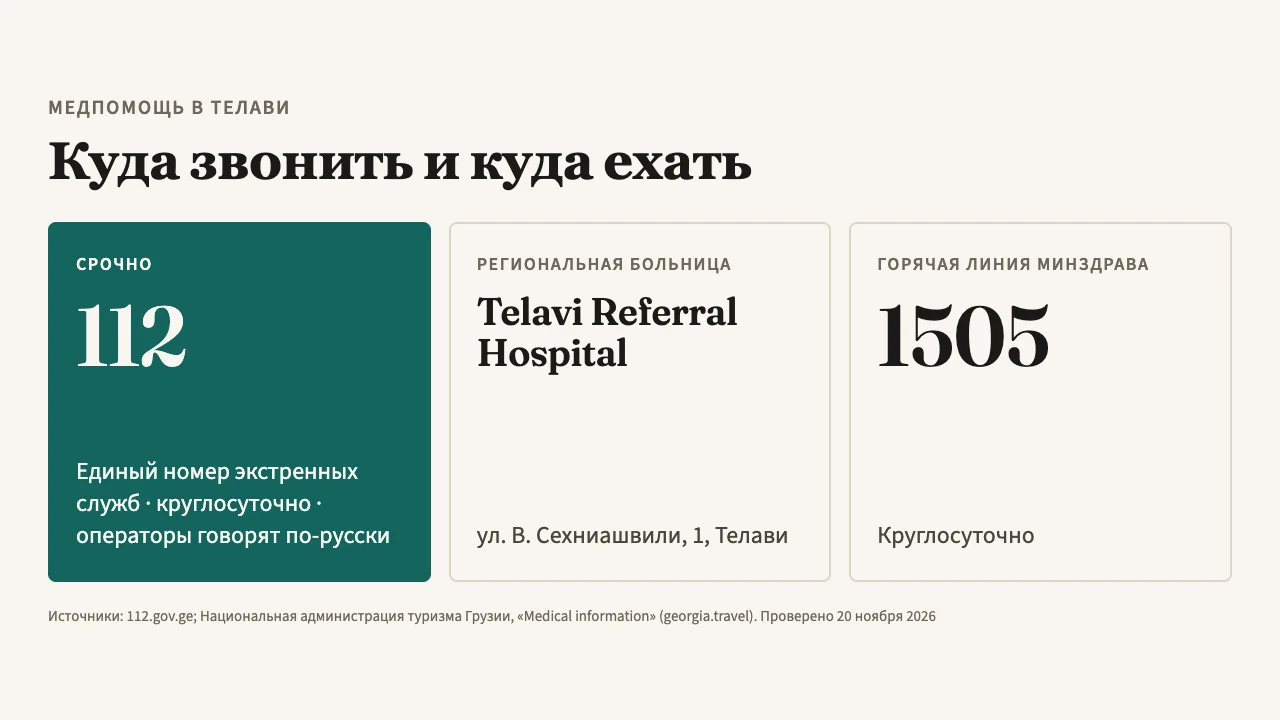 МЕДПОМОЩЬ В ТЕЛАВИ
Куда звонить и куда ехать
СРОЧНО
112
Единый номер экстренных
служб · круглосуточно ·
операторы говорят по-русски
РЕГИОНАЛЬНАЯ БОЛЬНИЦА
Telavi Referral
Hospital
ул. В. Сехниашвили, 1, Телави
ГОРЯЧАЯ ЛИНИЯ МИНЗДРАВА
1505
Круглосуточно
Источники: 112.gov.ge; Национальная администрация туризма Грузии, «Medical information» (georgia.travel). Проверено 20 ноября 2026